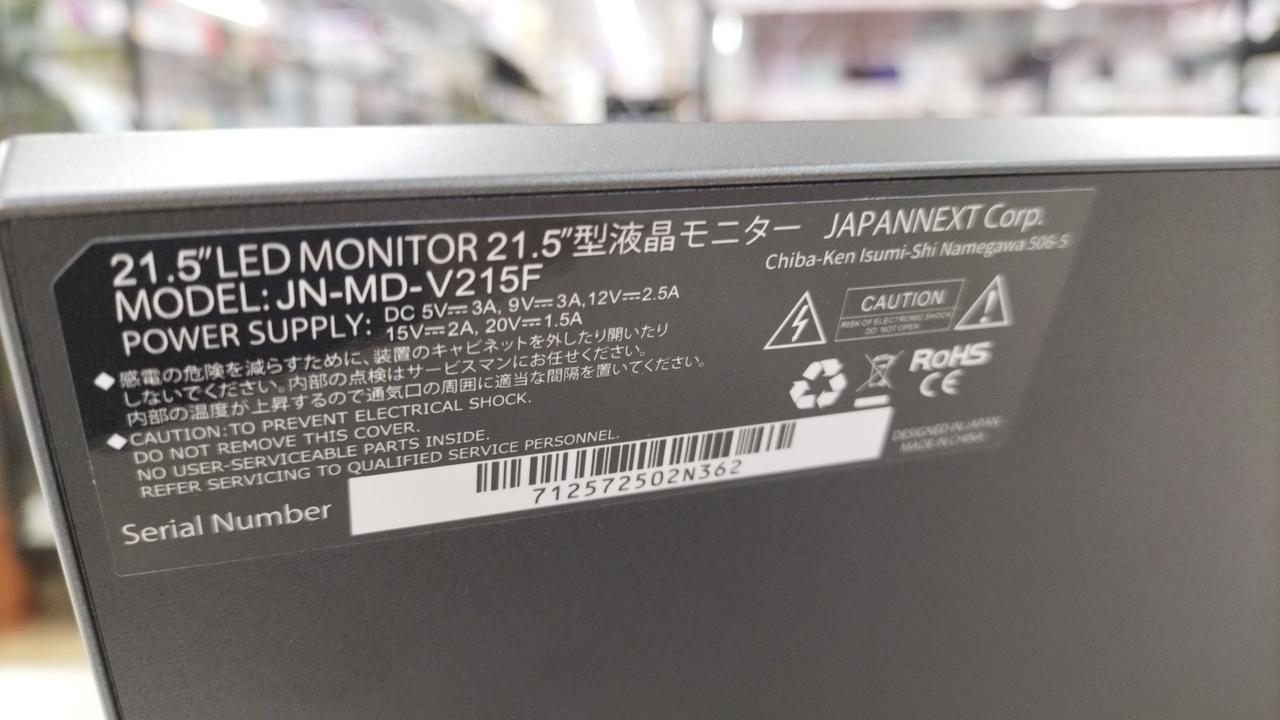 21.5"LED MONITOR 21.5"型液晶モニター
MODEL: JN-MD-V215F
POWER SUPPLY: DC 5V⎓3A, 9V⎓3A,12V⎓2.5A
15V⎓2A, 20V⎓1.5A
◆感電の危険を減らすために、装置のキャビネットを外したり開いたり
しないでください。内部の点検はサービスマンにお任せください。
内部の温度が上昇するので通気口の周囲に適当な間隔を置いてください。
◆CAUTION:TO PREVENT ELECTRICAL SHOCK.
DO NOT REMOVE THIS COVER.
NO USER-SERVICEABLE PARTS INSIDE.
REFER SERVICING TO QUALIFIED SERVICE PERSONNEL.
Serial Number
712572502N362
JAPANNEXT Corp.
Chiba-Ken Isumi-Shi Namegawa 506-5
CAUTION
RISK OF ELECTRONIC SHOCK
DO NOT OPEN
RoHS
CE
DESIGNED IN JAPAN
MADE IN CHINA